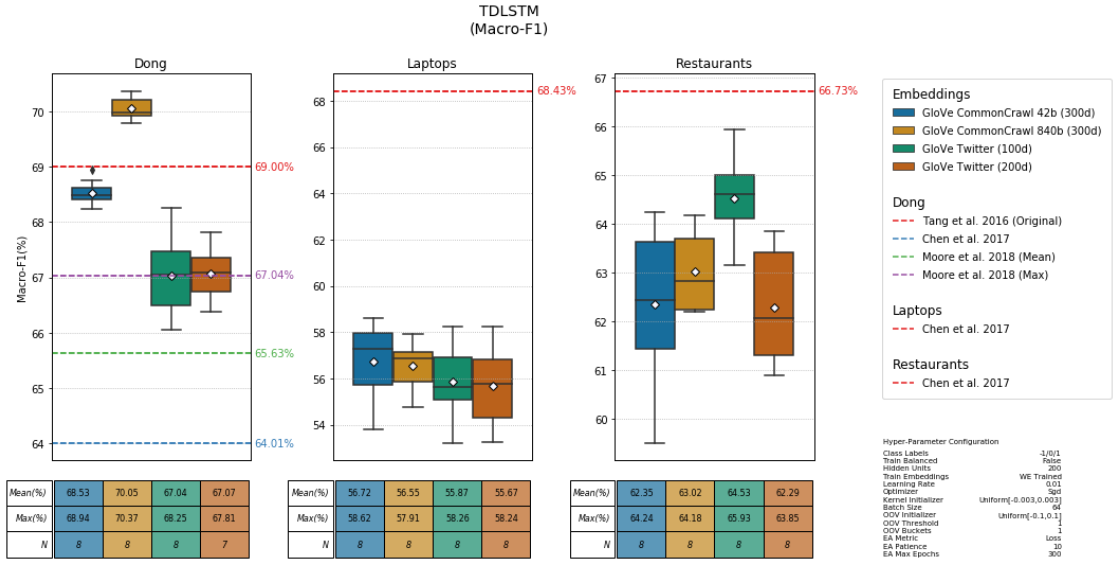 TDLSTM
(Macro-F1)
Dong
Macro-F1(%)
70
69
68
67
66
65
64
69.00%
67.04%
65.63%
64.01%
Laptops
68
66
64
62
60
58
56
54
68.43%
Restaurants
67
66
65
64
63
62
61
60
66.73%
Embeddings
GloVe CommonCrawl 42b (300d)
GloVe CommonCrawl 840b (300d)
GloVe Twitter (100d)
GloVe Twitter (200d)
Dong
Tang et al. 2016 (Original)
Chen et al. 2017
Moore et al. 2018 (Mean)
Moore et al. 2018 (Max)
Laptops
Chen et al. 2017
Restaurants
Chen et al. 2017
Mean(%) 68.53 70.05 67.04 67.07
Max(%) 68.94 70.37 68.25 67.81
N 8 8 8 7
Mean(%) 56.72 56.55 55.87 55.67
Max(%) 58.62 57.91 58.26 58.24
N 8 8 8 8
Mean(%) 62.35 63.02 64.53 62.29
Max(%) 64.24 64.18 65.93 63.85
N 8 8 8 8
Hyper-Parameter Configuration
Class Labels -1/0/1
Train Balanced False
Hidden Units 200
Train Embeddings WE Trained
Learning Rate 0.01
Optimizer Sgd
Kernel Initializer Uniform[-0.003,0.003]
Batch Size 64
OOV Initializer Uniform[-0.1,0.1]
OOV Threshold 1
OOV Buckets 1
EA Metric Loss
EA Patience 10
EA Max Epochs 300